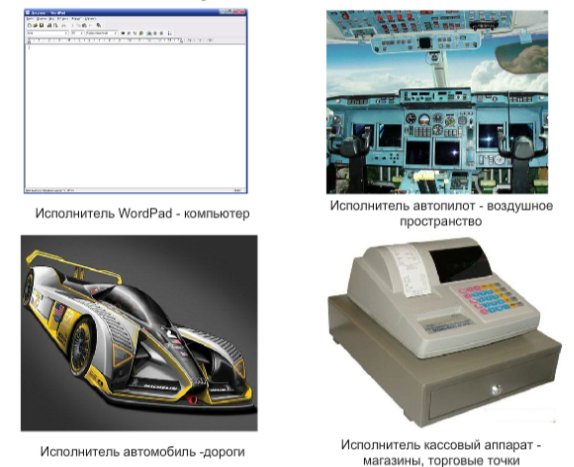 Исполнитель WordPad - компьютер
Исполнитель автопилот - воздушное
пространство
Исполнитель автомобиль -дороги
Исполнитель кассовый аппарат -
магазины, торговые точки